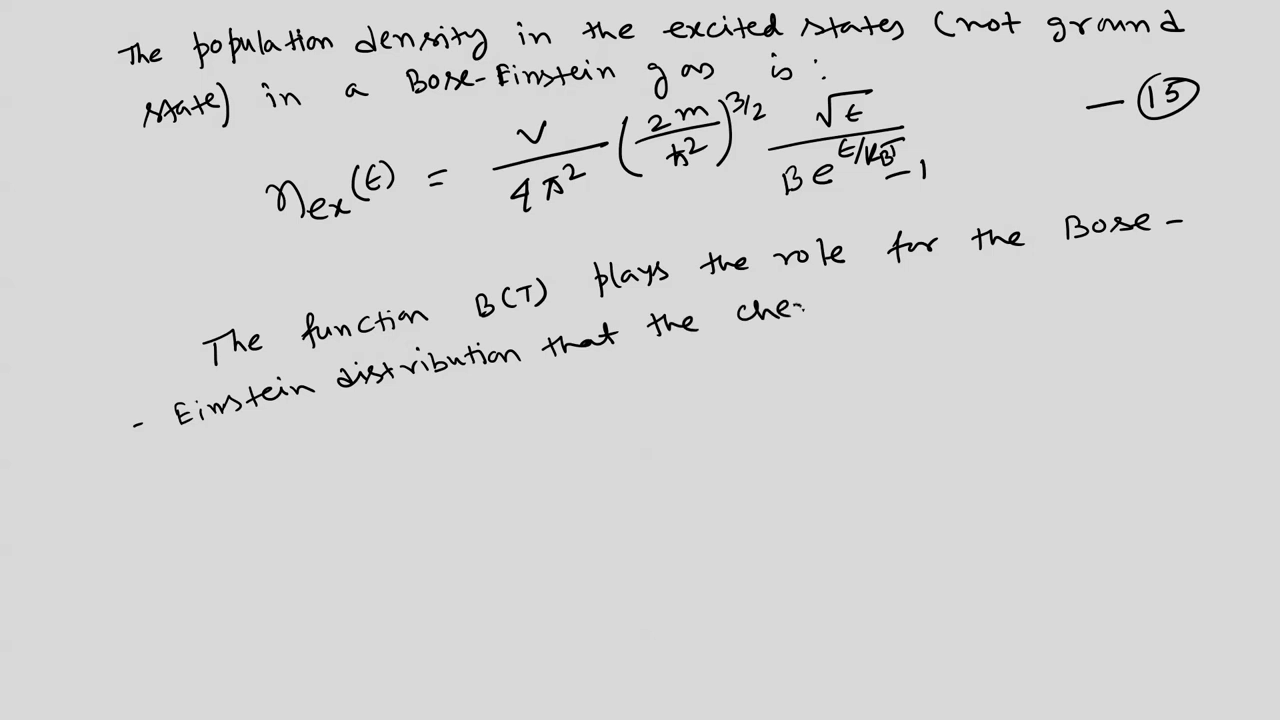 The population density in the excited states (not ground
state) in a Bose-Einstein gas is:
n_ex(E) = V/4π² (2m/ħ²)^3/2 √E/(B e^(E/k_BT) - 1) — (15)
The function B(T) plays the role for the Bose-
- Einstein distribution that the che